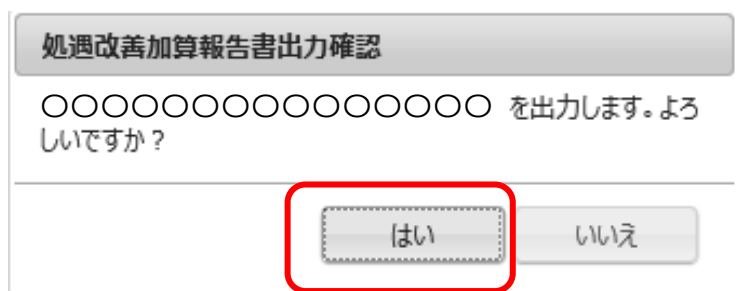 処遇改善加算報告書出力確認
〇〇〇〇〇〇〇〇〇〇〇〇〇〇〇 を出力します。よろ
しいですか？
はい
いいえ